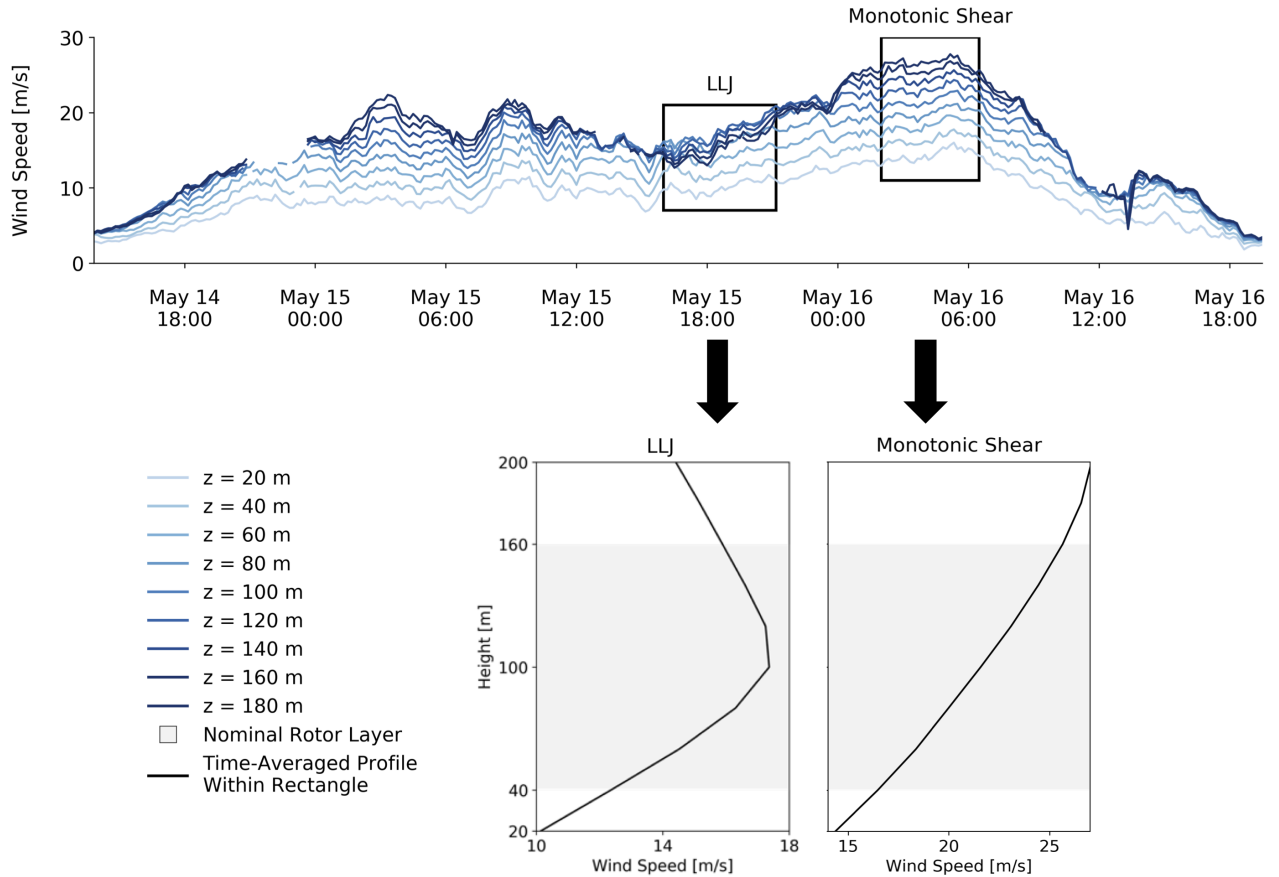 Monotonic Shear
LLJ
Wind Speed [m/s]
30
20
10
0
May 14
18:00
May 15
00:00
May 15
06:00
May 15
12:00
May 15
18:00
May 16
00:00
May 16
06:00
May 16
12:00
May 16
18:00
z = 20 m
z = 40 m
z = 60 m
z = 80 m
z = 100 m
z = 120 m
z = 140 m
z = 160 m
z = 180 m
Nominal Rotor Layer
Time-Averaged Profile
Within Rectangle
LLJ
Height [m]
200
160
100
40
20
10 14 18
Wind Speed [m/s]
Monotonic Shear
15 20 25
Wind Speed [m/s]